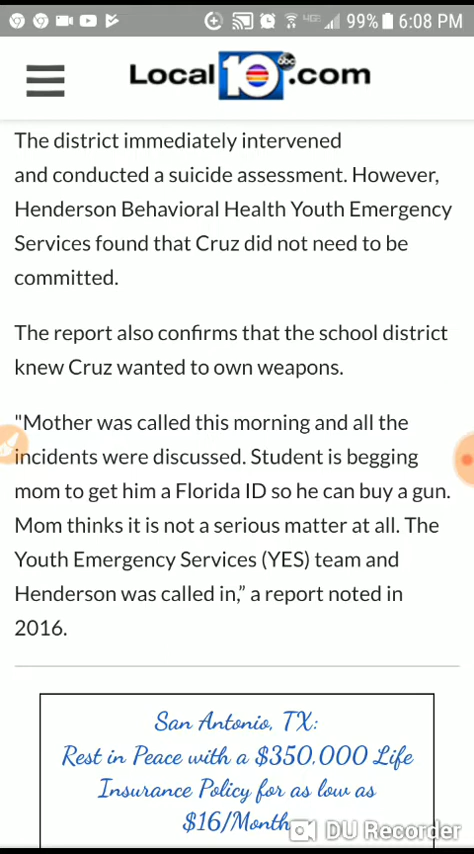 4G 99% 6:08 PM
Local 10 abc .com
The district immediately intervened
and conducted a suicide assessment. However,
Henderson Behavioral Health Youth Emergency
Services found that Cruz did not need to be
committed.
The report also confirms that the school district
knew Cruz wanted to own weapons.
"Mother was called this morning and all the
incidents were discussed. Student is begging
mom to get him a Florida ID so he can buy a gun.
Mom thinks it is not a serious matter at all. The
Youth Emergency Services (YES) team and
Henderson was called in,” a report noted in
2016.
San Antonio, TX:
Rest in Peace with a $350,000 Life
Insurance Policy for as low as
$16/Month
DU Recorder